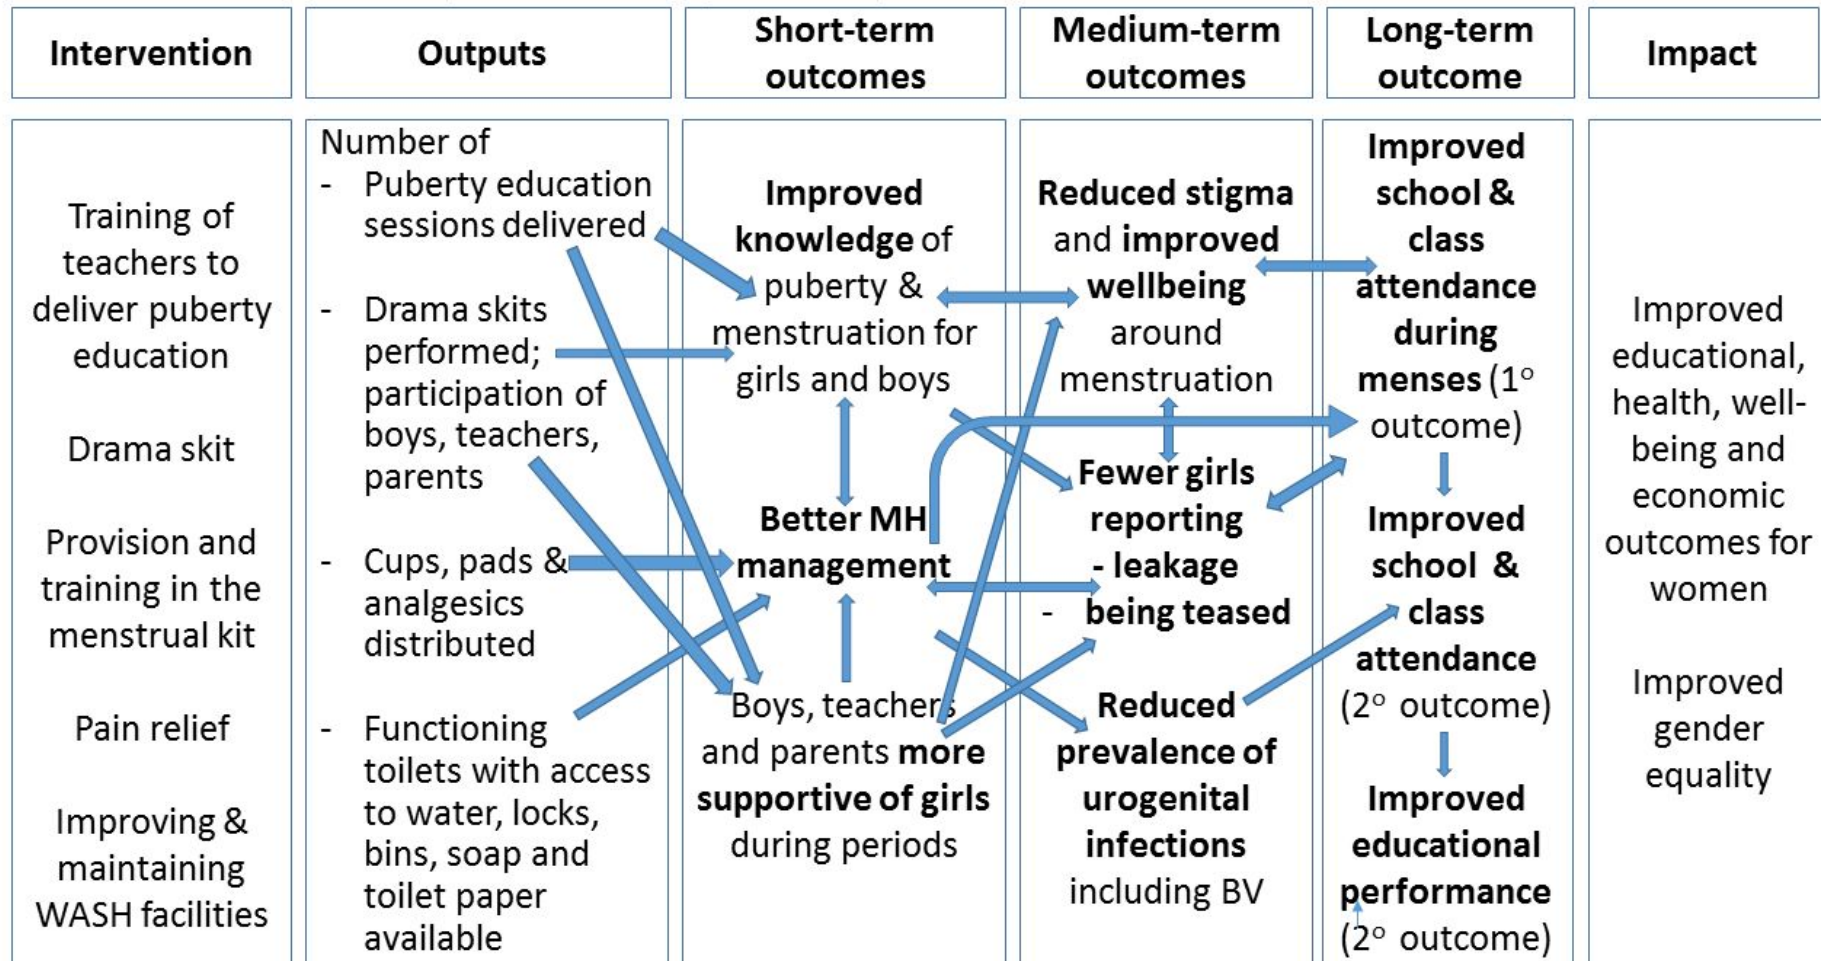 Intervention
Outputs
Short-term
outcomes
Medium-term
outcomes
Long-term
outcome
Impact
Training of
teachers to
deliver puberty
education
Drama skit
Provision and
training in the
menstrual kit
Pain relief
Improving &
maintaining
WASH facilities
Number of
- Puberty education
sessions delivered
- Drama skits
performed;
participation of
boys, teachers,
parents
- Cups, pads &
analgesics
distributed
- Functioning
toilets with access
to water, locks,
bins, soap and
toilet paper
available
Improved
knowledge of
puberty &
menstruation for
girls and boys
Better MH
management
Boys, teachers
and parents more
supportive of girls
during periods
Reduced stigma
and improved
wellbeing
around
menstruation
Fewer girls
reporting
- leakage
- being teased
Reduced
prevalence of
urogenital
infections
including BV
Improved
school &
class
attendance
during
menses (1º
outcome)
Improved
school &
class
attendance
(2º outcome)
Improved
educational
performance
(2º outcome)
Improved
educational,
health, well-
being and
economic
outcomes for
women
Improved
gender
equality